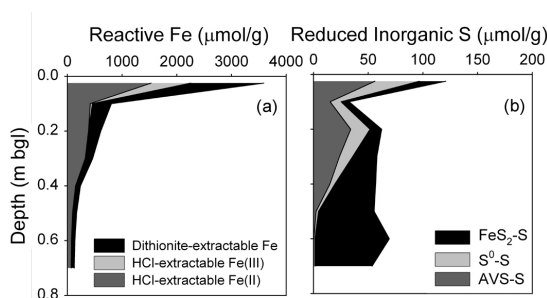 Reactive Fe (μmol/g)
0 1000 2000 3000 4000
Reduced Inorganic S (μmol/g)
0 50 100 150 200
Depth (m bgl)
0.0
0.2
0.4
0.6
0.8
(a)
Dithionite-extractable Fe
HCl-extractable Fe(III)
HCl-extractable Fe(II)
(b)
FeS₂-S
S⁰-S
AVS-S